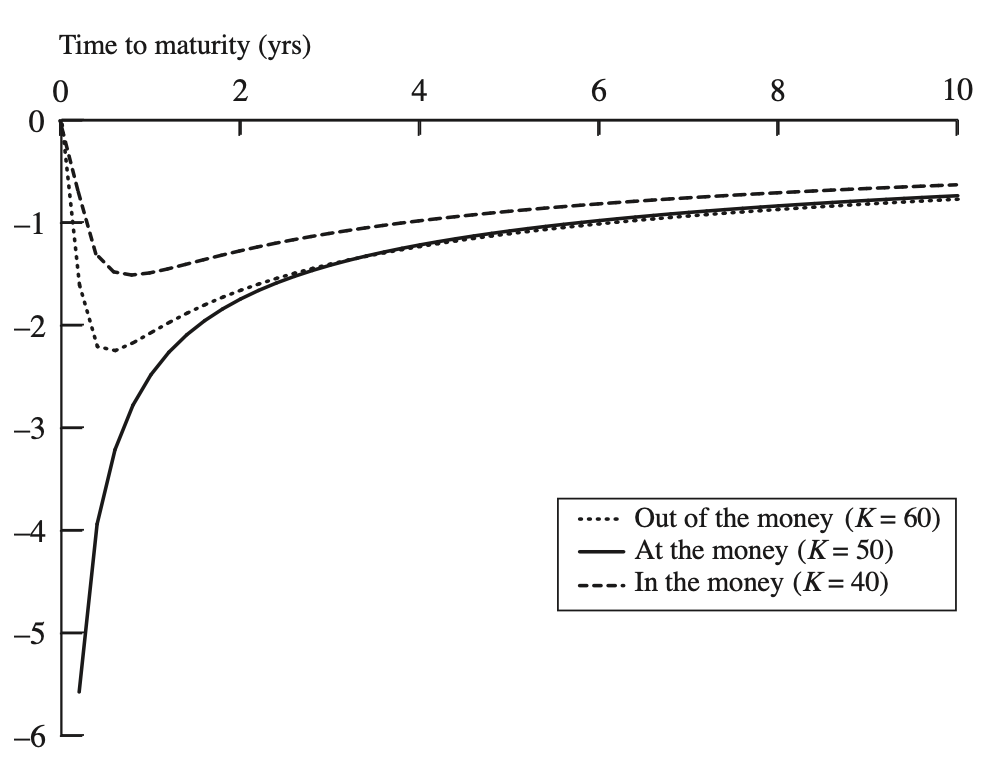 Time to maturity (yrs)
0 2 4 6 8 10
0
–1
–2
–3
–4
–5
–6
Out of the money (K = 60)
At the money (K = 50)
In the money (K = 40)